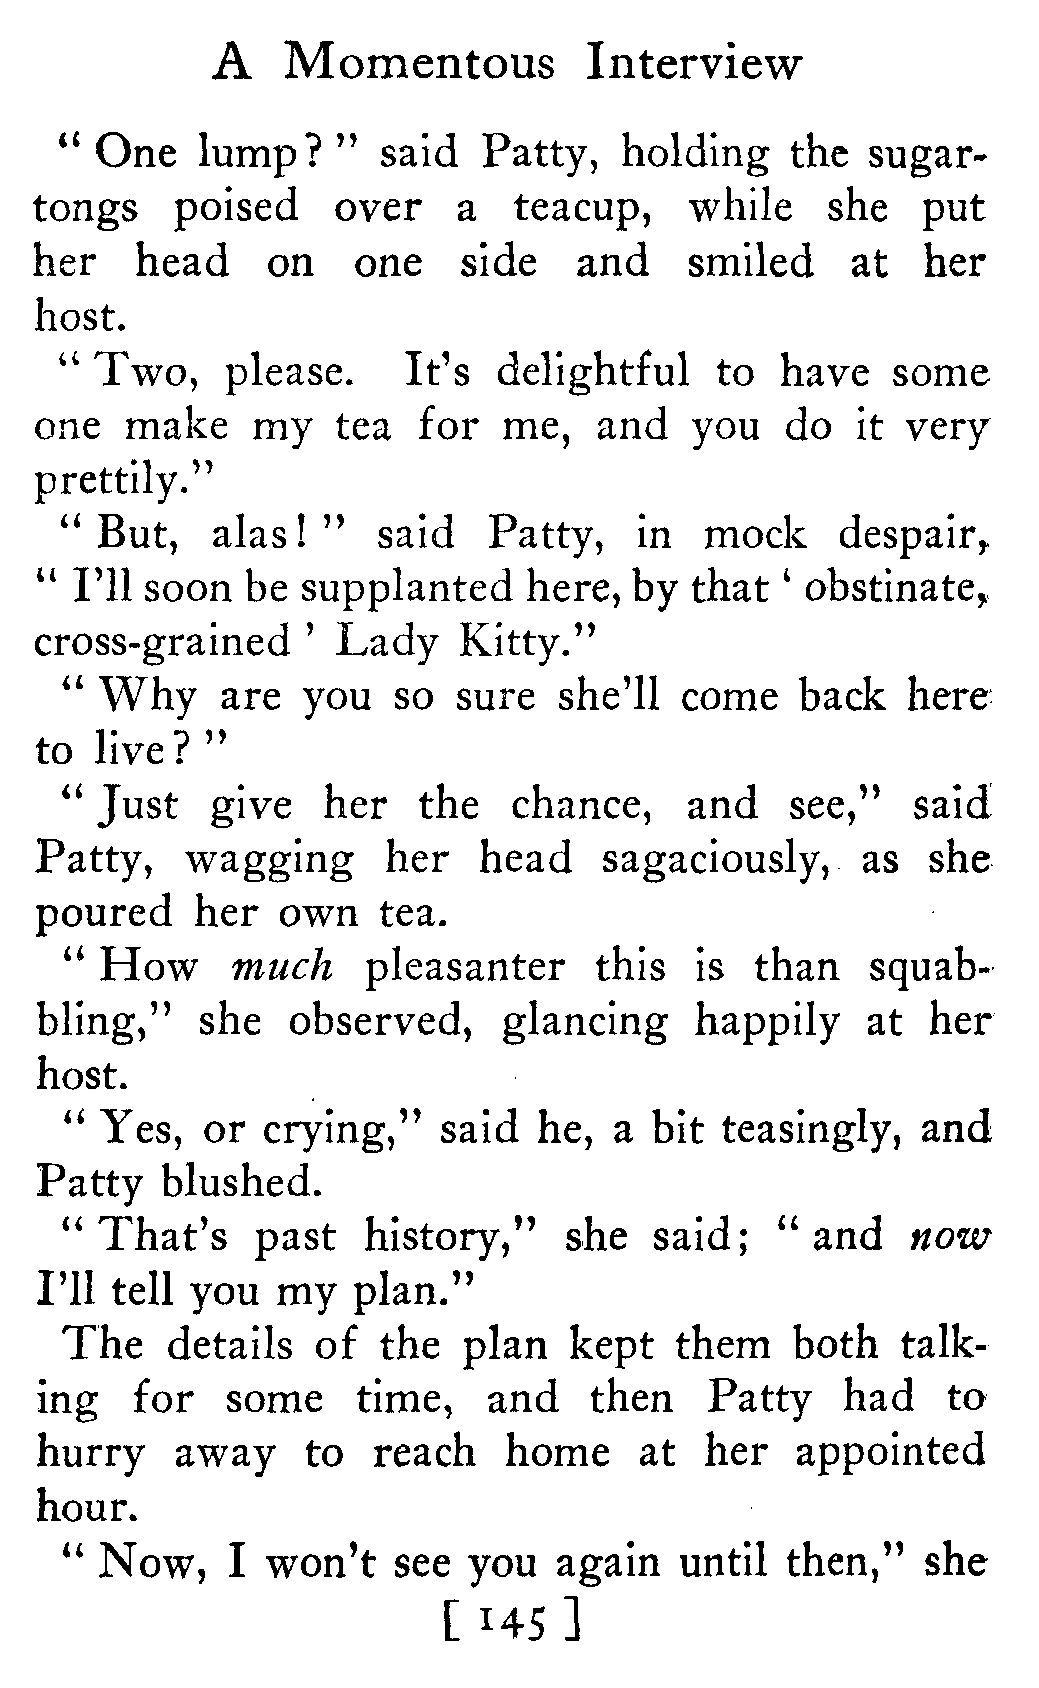 A Momentous Interview
“ One lump? ” said Patty, holding the sugar-
tongs poised over a teacup, while she put
her head on one side and smiled at her
host.
“ Two, please. It’s delightful to have some
one make my tea for me, and you do it very
prettily.”
“ But, alas! ” said Patty, in mock despair,
“ I’ll soon be supplanted here, by that ‘ obstinate,
cross-grained ’ Lady Kitty.”
“ Why are you so sure she’ll come back here
to live? ”
“ Just give her the chance, and see,” said
Patty, wagging her head sagaciously, as she
poured her own tea.
“ How much pleasanter this is than squab-
bling,” she observed, glancing happily at her
host.
“ Yes, or crying,” said he, a bit teasingly, and
Patty blushed.
“ That’s past history,” she said; “ and now
I’ll tell you my plan.”
The details of the plan kept them both talk-
ing for some time, and then Patty had to
hurry away to reach home at her appointed
hour.
“ Now, I won’t see you again until then,” she
[ 145 ]